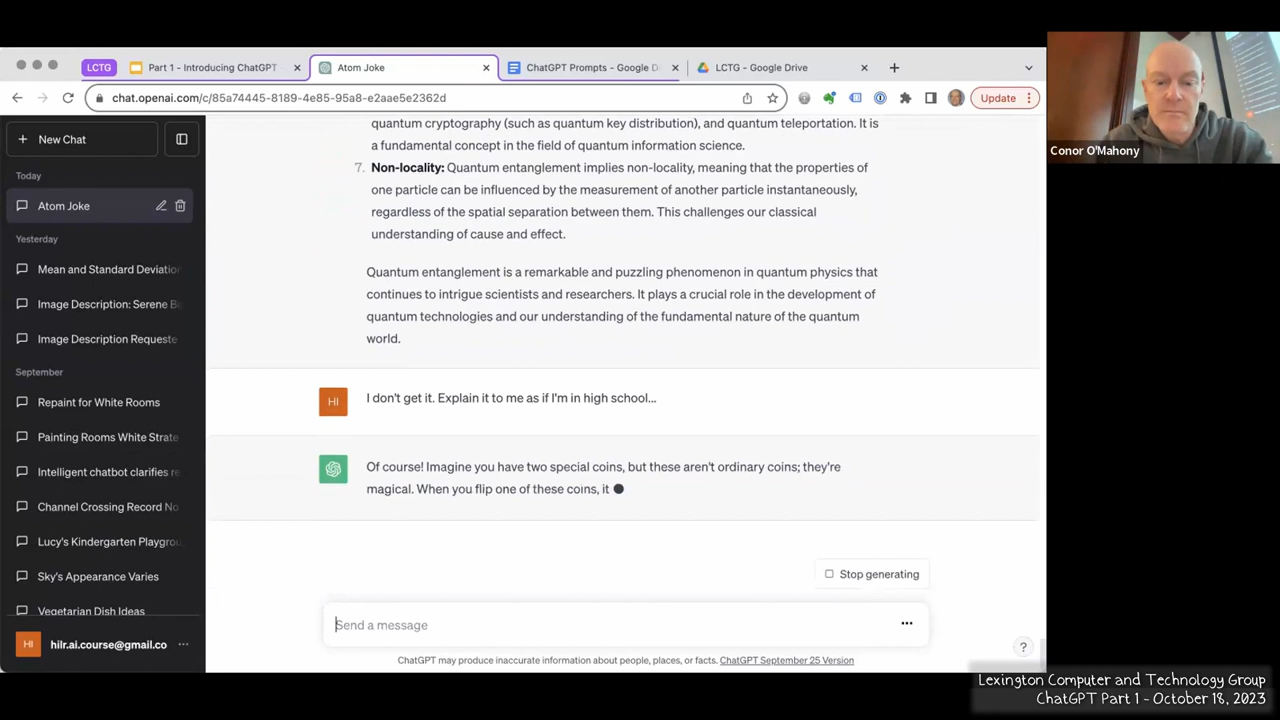 LCTG
Part 1 - Introducing ChatGPT
Atom Joke
ChatGPT Prompts - Google D
LCTG - Google Drive
chat.openai.com/c/85a74445-8189-4e85-95a8-e2aae5e2362d
Update
Conor O'Mahony
New Chat
Today
Atom Joke
Yesterday
Mean and Standard Deviation
Image Description: Serene B
Image Description Requeste
September
Repaint for White Rooms
Painting Rooms White Strate
Intelligent chatbot clarifies re
Channel Crossing Record No
Lucy's Kindergarten Playgrou
Sky's Appearance Varies
Vegetarian Dish Ideas
HI
hilr.ai.course@gmail.co
quantum cryptography (such as quantum key distribution), and quantum teleportation. It is
a fundamental concept in the field of quantum information science.
7. Non-locality: Quantum entanglement implies non-locality, meaning that the properties of
one particle can be influenced by the measurement of another particle instantaneously,
regardless of the spatial separation between them. This challenges our classical
understanding of cause and effect.
Quantum entanglement is a remarkable and puzzling phenomenon in quantum physics that
continues to intrigue scientists and researchers. It plays a crucial role in the development of
quantum technologies and our understanding of the fundamental nature of the quantum
world.
HI
I don't get it. Explain it to me as if I'm in high school...
Of course! Imagine you have two special coins, but these aren't ordinary coins; they're
magical. When you flip one of these coins, it
Stop generating
Send a message
ChatGPT may produce inaccurate information about people, places, or facts. ChatGPT September 25 Version
?
Lexington Computer and Technology Group
ChatGPT Part 1 - October 18, 2023